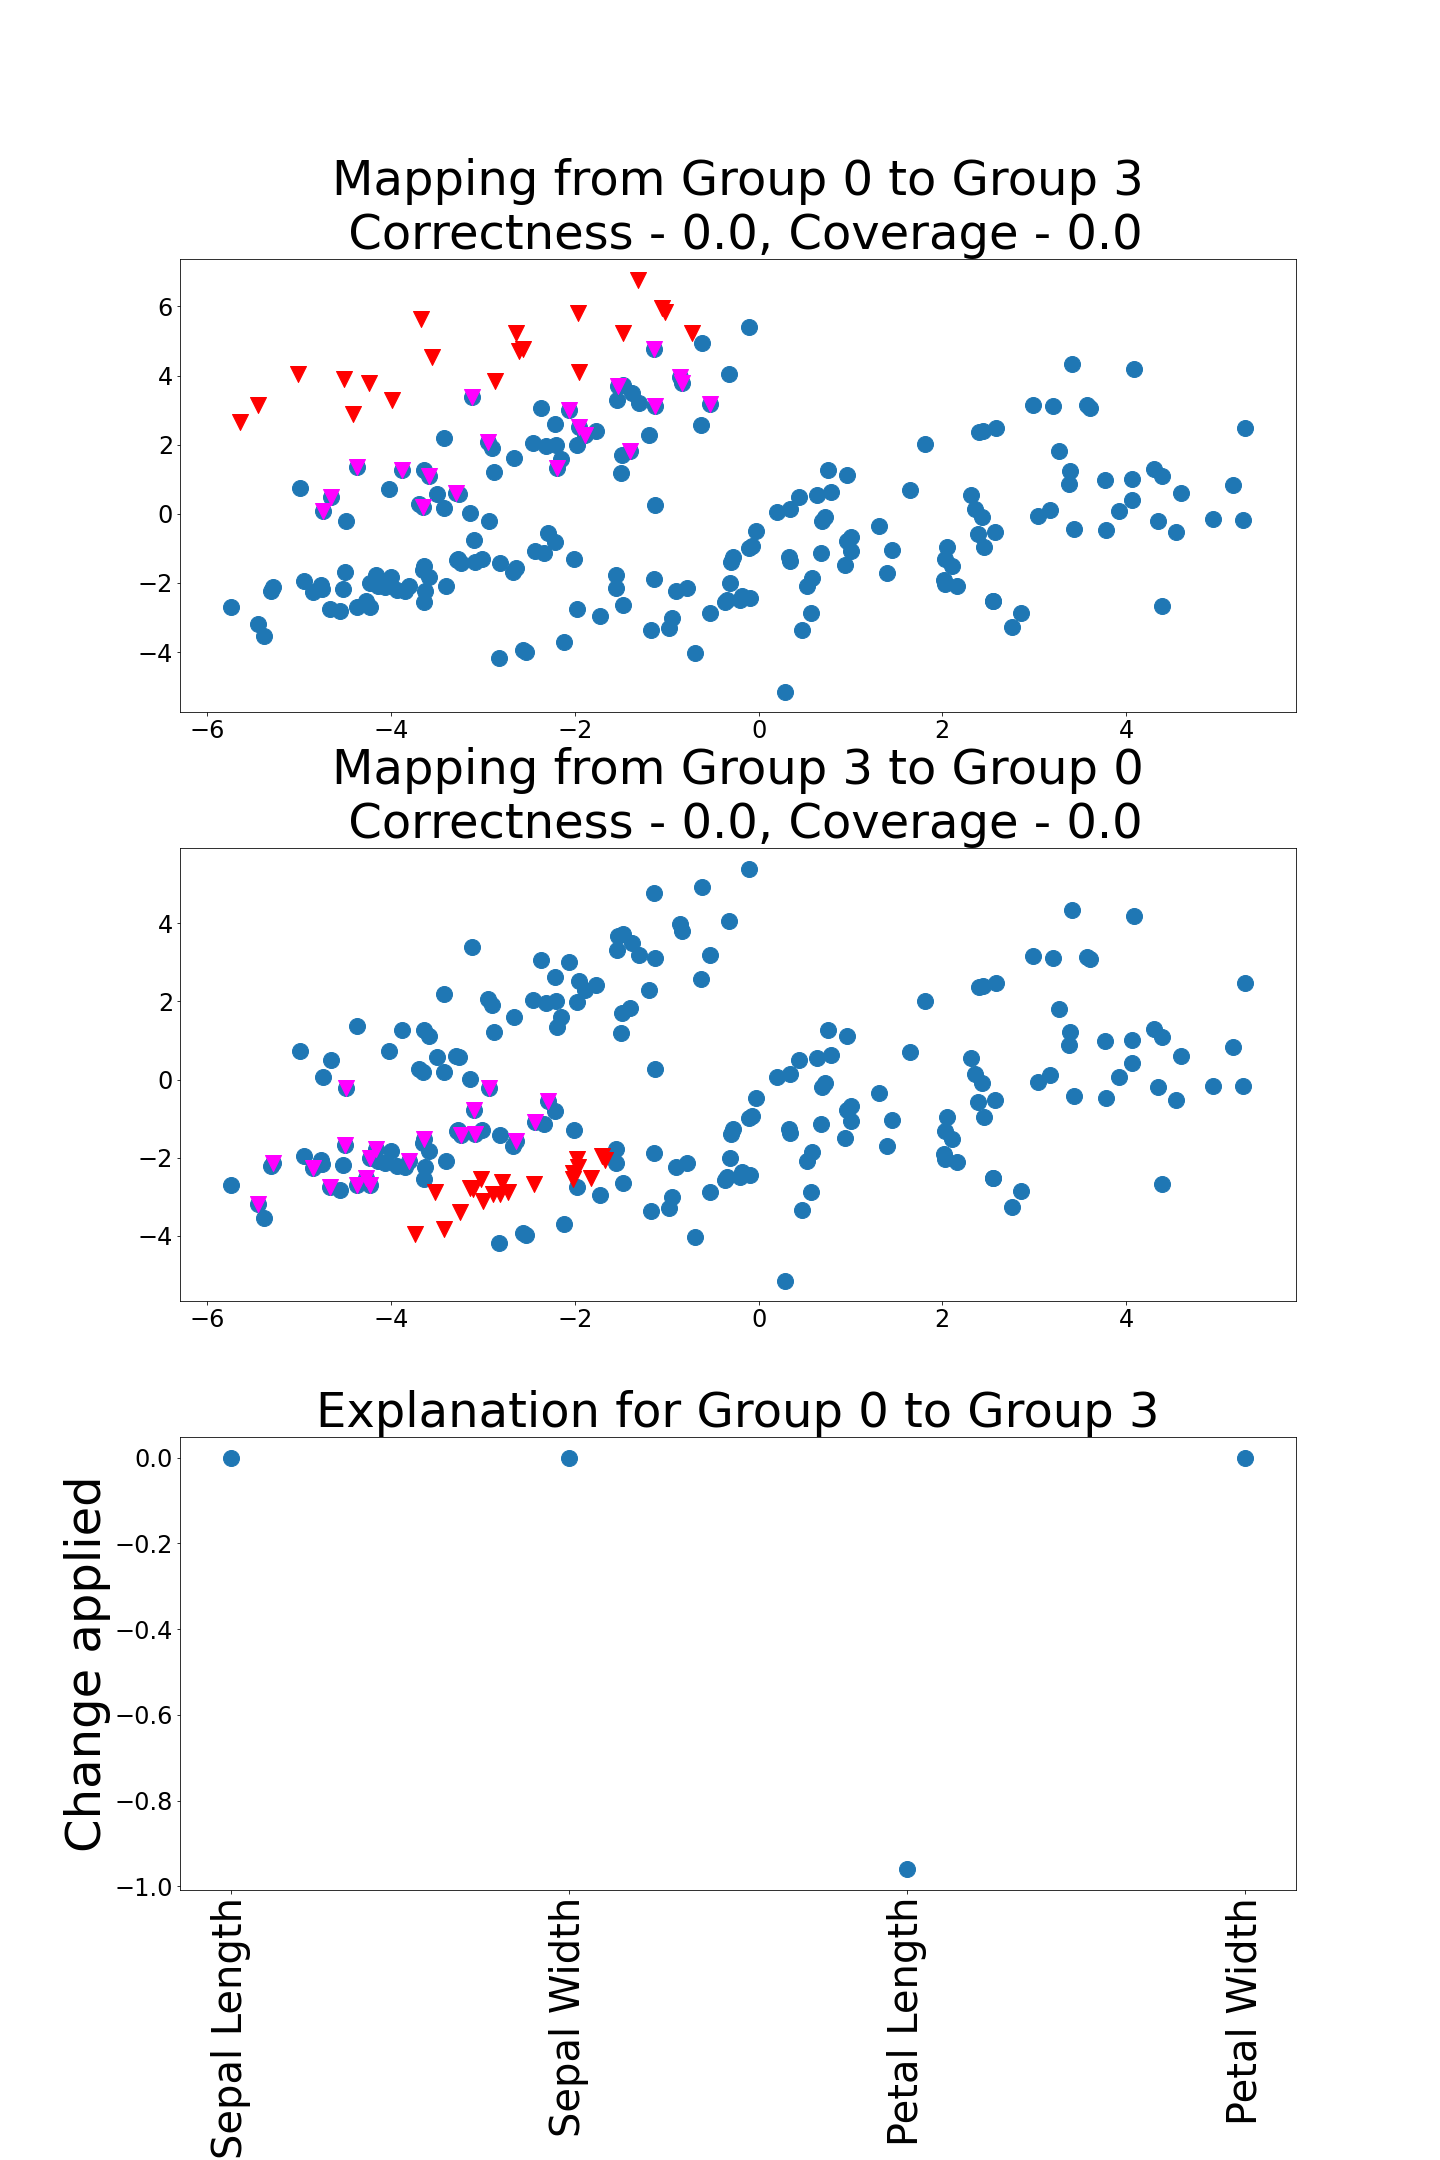 Mapping from Group 0 to Group 3
Correctness - 0.0, Coverage - 0.0
6
4
2
0
−2
−4
−6 −4 −2 0 2 4
Mapping from Group 3 to Group 0
Correctness - 0.0, Coverage - 0.0
4
2
0
−2
−4
−6 −4 −2 0 2 4
Explanation for Group 0 to Group 3
Change applied
0.0
−0.2
−0.4
−0.6
−0.8
−1.0
Sepal Length
Sepal Width
Petal Length
Petal Width